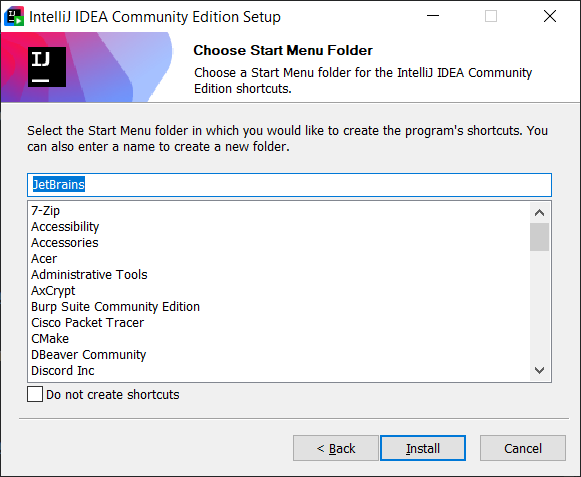 IntelliJ IDEA Community Edition Setup
IJ
Choose Start Menu Folder
Choose a Start Menu folder for the IntelliJ IDEA Community
Edition shortcuts.
Select the Start Menu folder in which you would like to create the program's shortcuts. You
can also enter a name to create a new folder.
JetBrains
7-Zip
Accessibility
Accessories
Acer
Administrative Tools
AxCrypt
Burp Suite Community Edition
Cisco Packet Tracer
CMake
DBeaver Community
Discord Inc
Do not create shortcuts
< Back
Install
Cancel